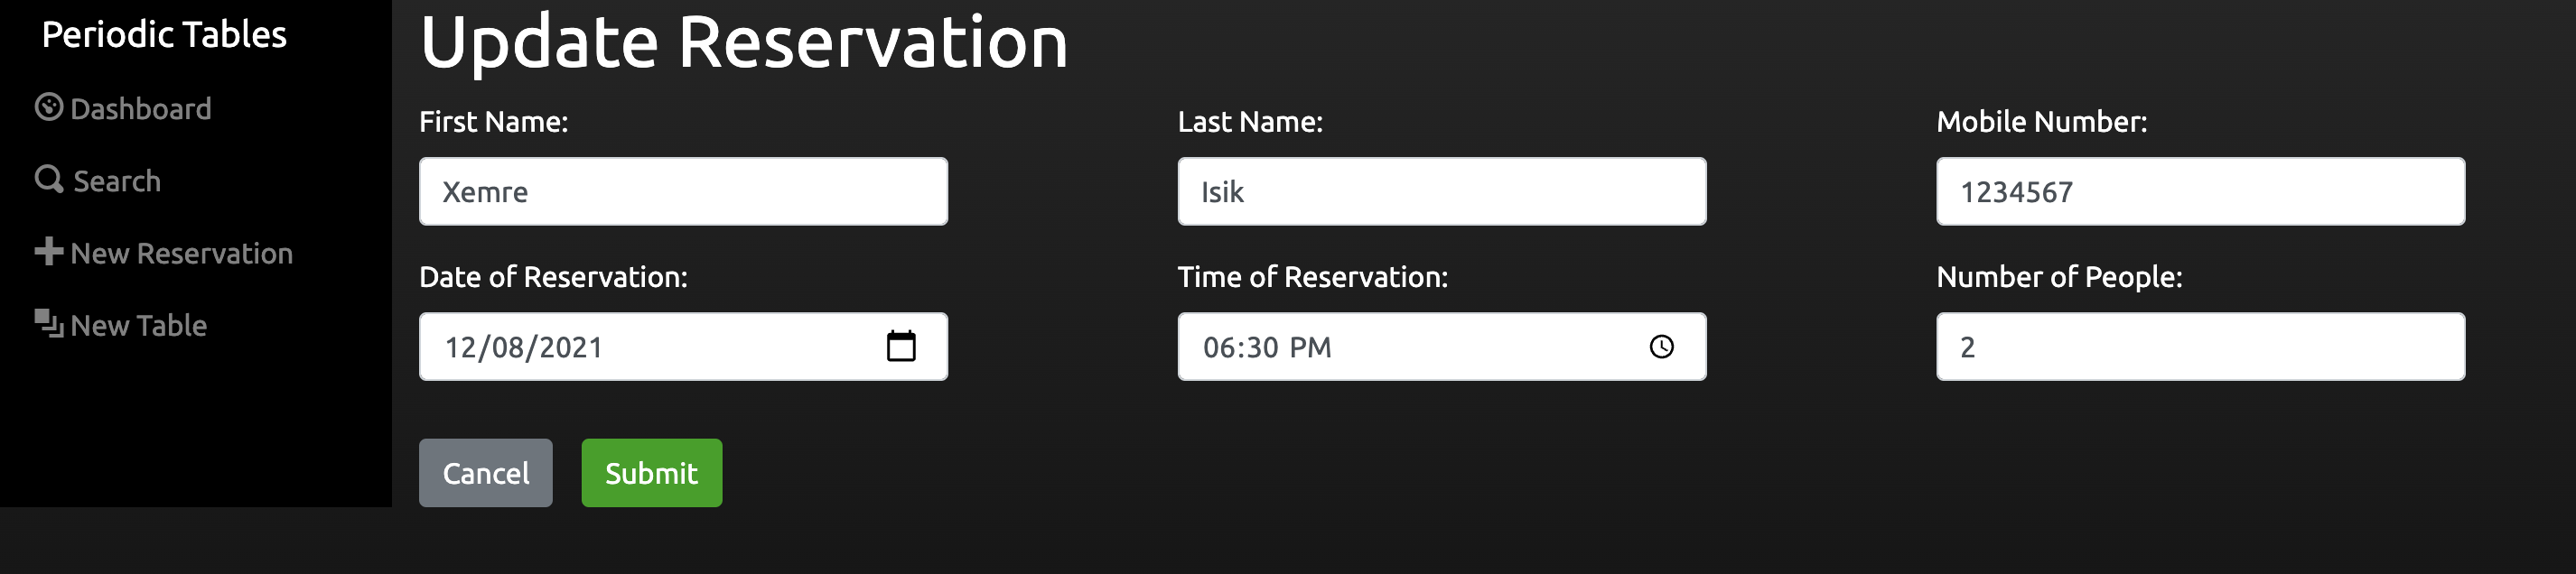 Periodic Tables
Dashboard
Search
New Reservation
New Table
Update Reservation
First Name:
Last Name:
Mobile Number:
Xemre
Isik
1234567
Date of Reservation:
Time of Reservation:
Number of People:
12/08/2021
06:30 PM
2
Cancel
Submit